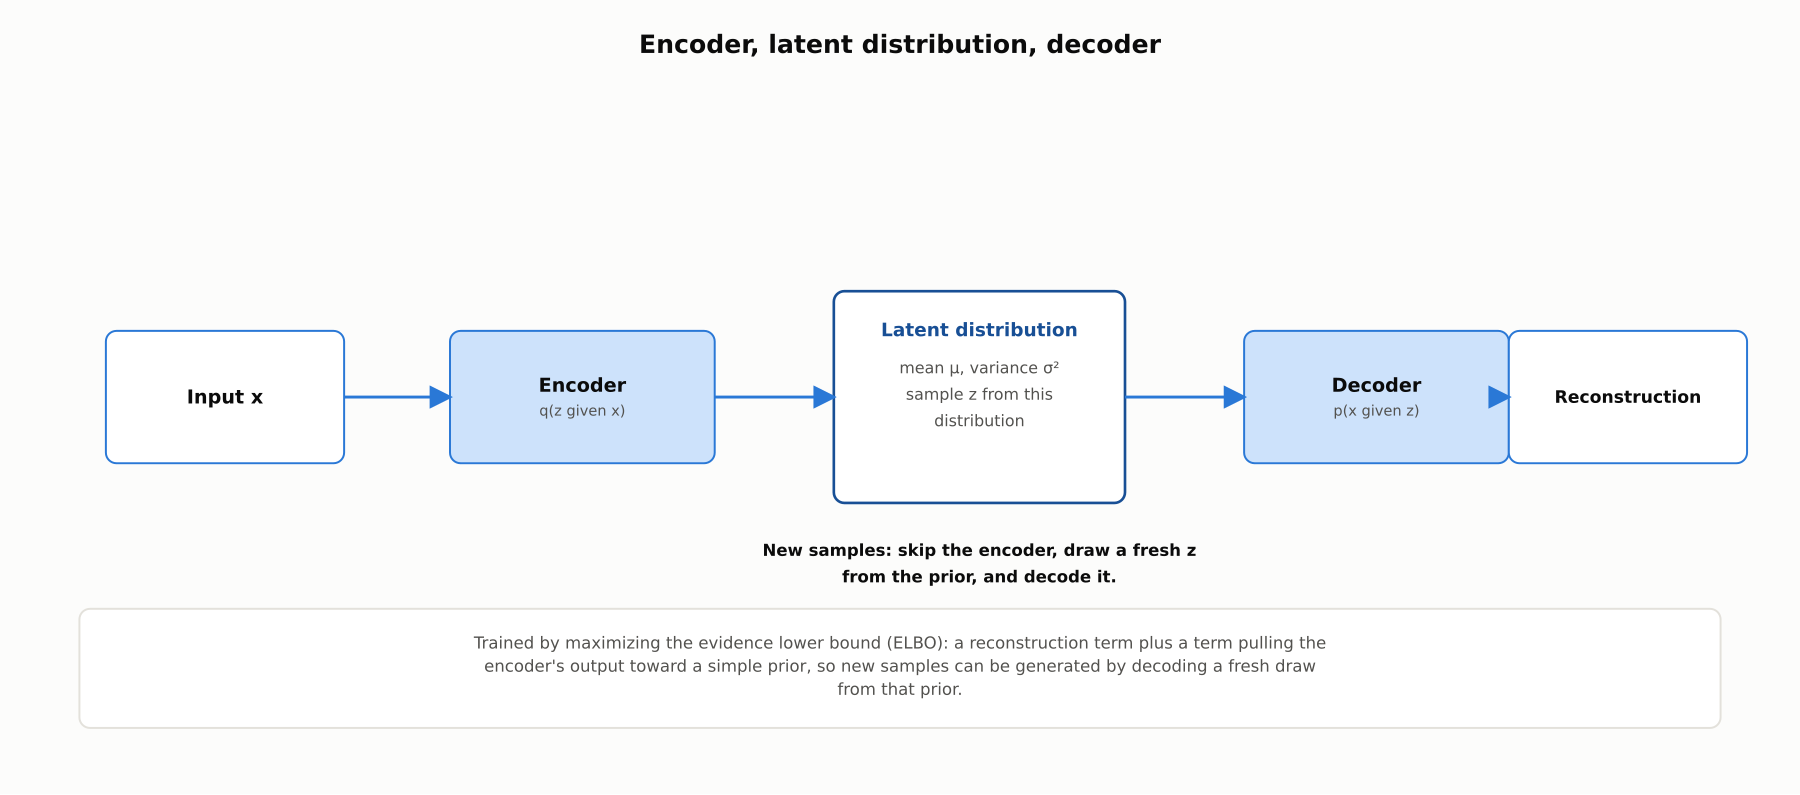 Encoder, latent distribution, decoder
Input x
Encoder
q(z given x)
Latent distribution
mean μ, variance σ²
sample z from this
distribution
Decoder
p(x given z)
Reconstruction
New samples: skip the encoder, draw a fresh z
from the prior, and decode it.
Trained by maximizing the evidence lower bound (ELBO): a reconstruction term plus a term pulling the
encoder's output toward a simple prior, so new samples can be generated by decoding a fresh draw
from that prior.